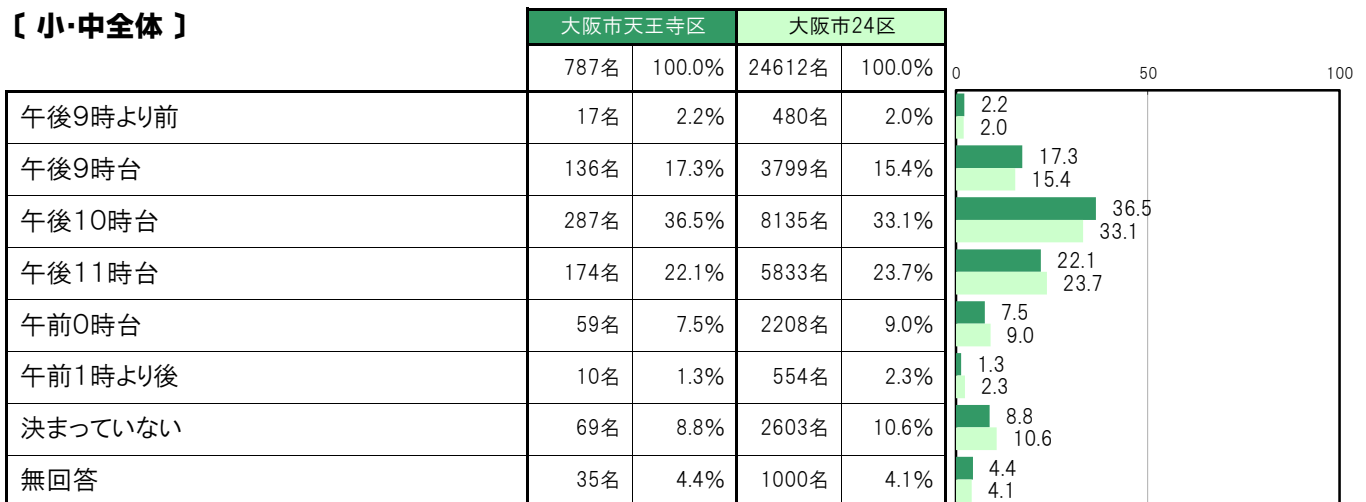 〔 小・中全体 〕
大阪市天王寺区 大阪市24区
787名 100.0% 24612名 100.0% 0 50 100
午後9時より前 17名 2.2% 480名 2.0% 2.2
2.0
午後9時台 136名 17.3% 3799名 15.4% 17.3
15.4
午後10時台 287名 36.5% 8135名 33.1% 36.5
33.1
午後11時台 174名 22.1% 5833名 23.7% 22.1
23.7
午前0時台 59名 7.5% 2208名 9.0% 7.5
9.0
午前1時より後 10名 1.3% 554名 2.3% 1.3
2.3
決まっていない 69名 8.8% 2603名 10.6% 8.8
10.6
無回答 35名 4.4% 1000名 4.1% 4.4
4.1